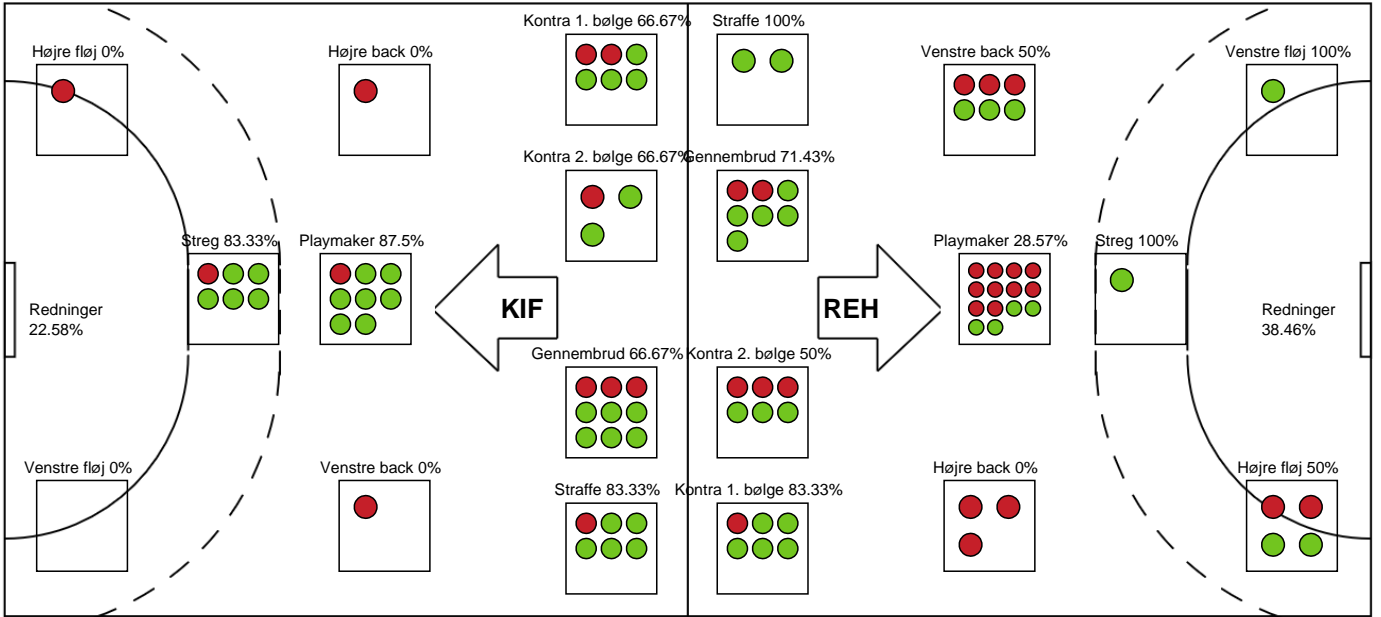 Kontra 1. bølge 66.67%
Straffe 100%
Højre fløj 0%
Højre back 0%
Venstre back 50%
Venstre fløj 100%
Kontra 2. bølge 66.67%
Gennembrud 71.43%
Streg 83.33%
Playmaker 87.5%
Playmaker 28.57%
Streg 100%
Redninger
22.58%
KIF
REH
Redninger
38.46%
Gennembrud 66.67%
Kontra 2. bølge 50%
Venstre fløj 0%
Venstre back 0%
Højre back 0%
Højre fløj 50%
Straffe 83.33%
Kontra 1. bølge 83.33%